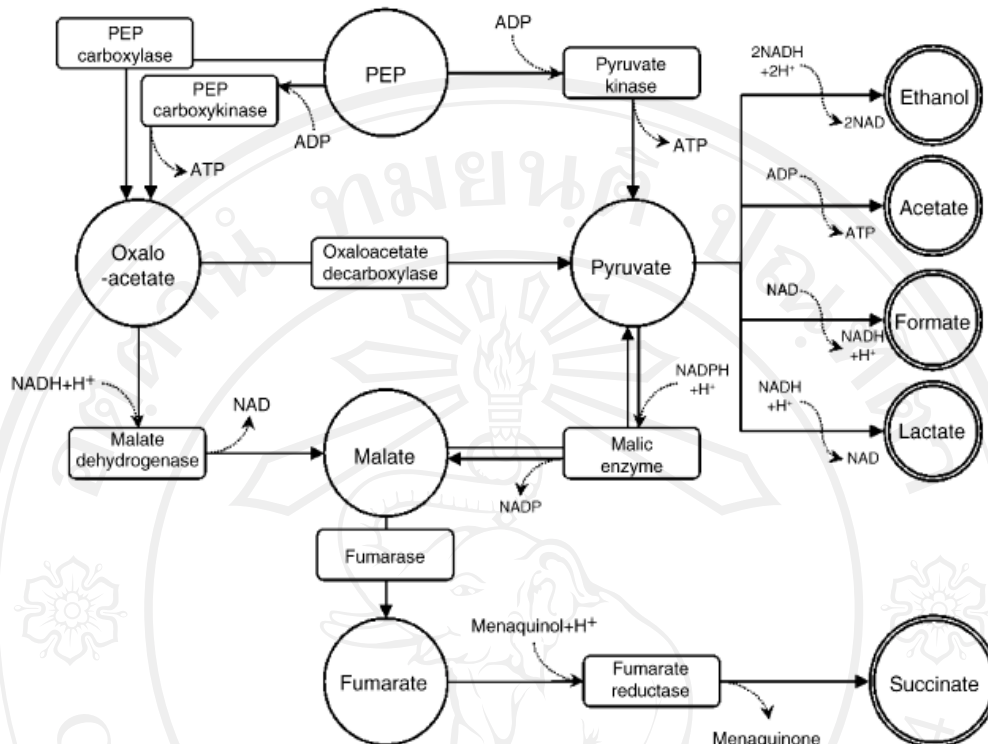 PEP
carboxylase
PEP
carboxykinase
ADP
ATP
PEP
ADP
Pyruvate
kinase
ATP
2NADH
+2H⁺
2NAD
Ethanol
ADP
ATP
Acetate
NAD
NADH
+H⁺
Formate
NADH
+H⁺
NAD
Lactate
Oxalo
-acetate
Oxaloacetate
decarboxylase
Pyruvate
NADH+H⁺
NAD
Malate
dehydrogenase
Malate
NADPH
+H⁺
Malic
enzyme
NADP
Fumarase
Fumarate
Menaquinol+H⁺
Fumarate
reductase
Menaquinone
Succinate